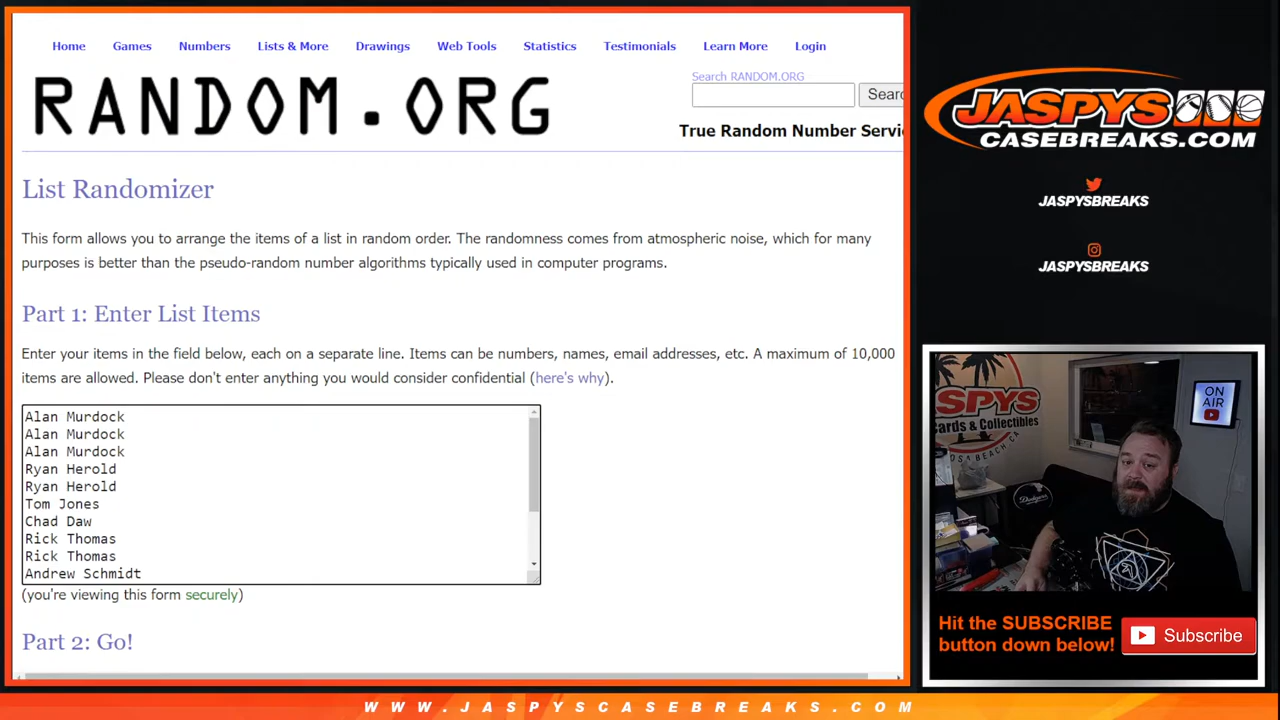 Home Games Numbers Lists & More Drawings Web Tools Statistics Testimonials Learn More Login
RANDOM.ORG
Search RANDOM.ORG
Searc
True Random Number Servi
List Randomizer
This form allows you to arrange the items of a list in random order. The randomness comes from atmospheric noise, which for many
purposes is better than the pseudo-random number algorithms typically used in computer programs.
Part 1: Enter List Items
Enter your items in the field below, each on a separate line. Items can be numbers, names, email addresses, etc. A maximum of 10,000
items are allowed. Please don't enter anything you would consider confidential (here's why).
Alan Murdock
Alan Murdock
Alan Murdock
Ryan Herold
Ryan Herold
Tom Jones
Chad Daw
Rick Thomas
Rick Thomas
Andrew Schmidt
(you're viewing this form securely)
Part 2: Go!
JASPYS
CASEBREAKS.COM
JASPYSBREAKS
JASPYSBREAKS
ON
AIR
ASPYS
Cards & Collectibles
OSA BEACH CA
Dodgers
Hit the SUBSCRIBE
button down below!
Subscribe
WWW.JASPYSCASEBREAKS.COM